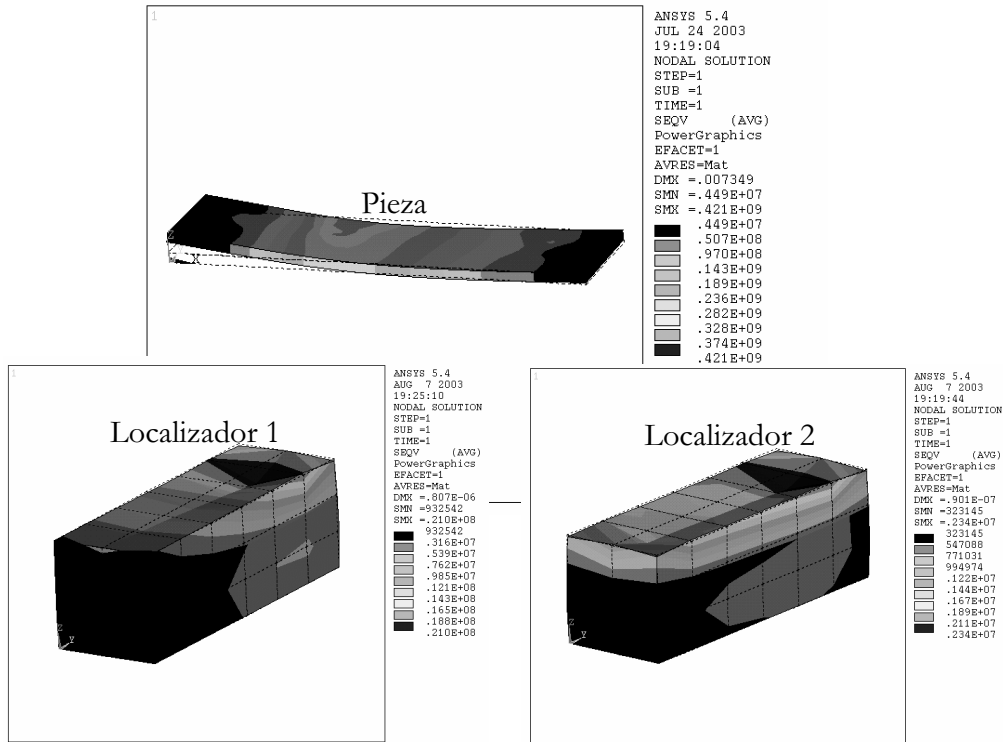 1
ANSYS 5.4
JUL 24 2003
19:19:04
NODAL SOLUTION
STEP=1
SUB =1
TIME=1
SEQV (AVG)
PowerGraphics
EFACET=1
AVRES=Mat
DMX =.007349
SMN =.449E+07
SMX =.421E+09
.449E+07
.507E+08
.970E+08
.143E+09
.189E+09
.236E+09
.282E+09
.328E+09
.374E+09
.421E+09
Pieza
Z
X
1
Localizador 1
Z
Y
ANSYS 5.4
AUG 7 2003
19:25:10
NODAL SOLUTION
STEP=1
SUB =1
TIME=1
SEQV (AVG)
PowerGraphics
EFACET=1
AVRES=Mat
DMX =.807E-06
SMN =932542
SMX =.210E+08
932542
.316E+07
.539E+07
.762E+07
.985E+07
.121E+08
.143E+08
.165E+08
.188E+08
.210E+08
1
Localizador 2
Z
Y
ANSYS 5.4
AUG 7 2003
19:19:44
NODAL SOLUTION
STEP=1
SUB =1
TIME=1
SEQV (AVG)
PowerGraphics
EFACET=1
AVRES=Mat
DMX =.901E-07
SMN =323145
SMX =.234E+07
323145
547088
771031
994974
.122E+07
.144E+07
.167E+07
.189E+07
.211E+07
.234E+07